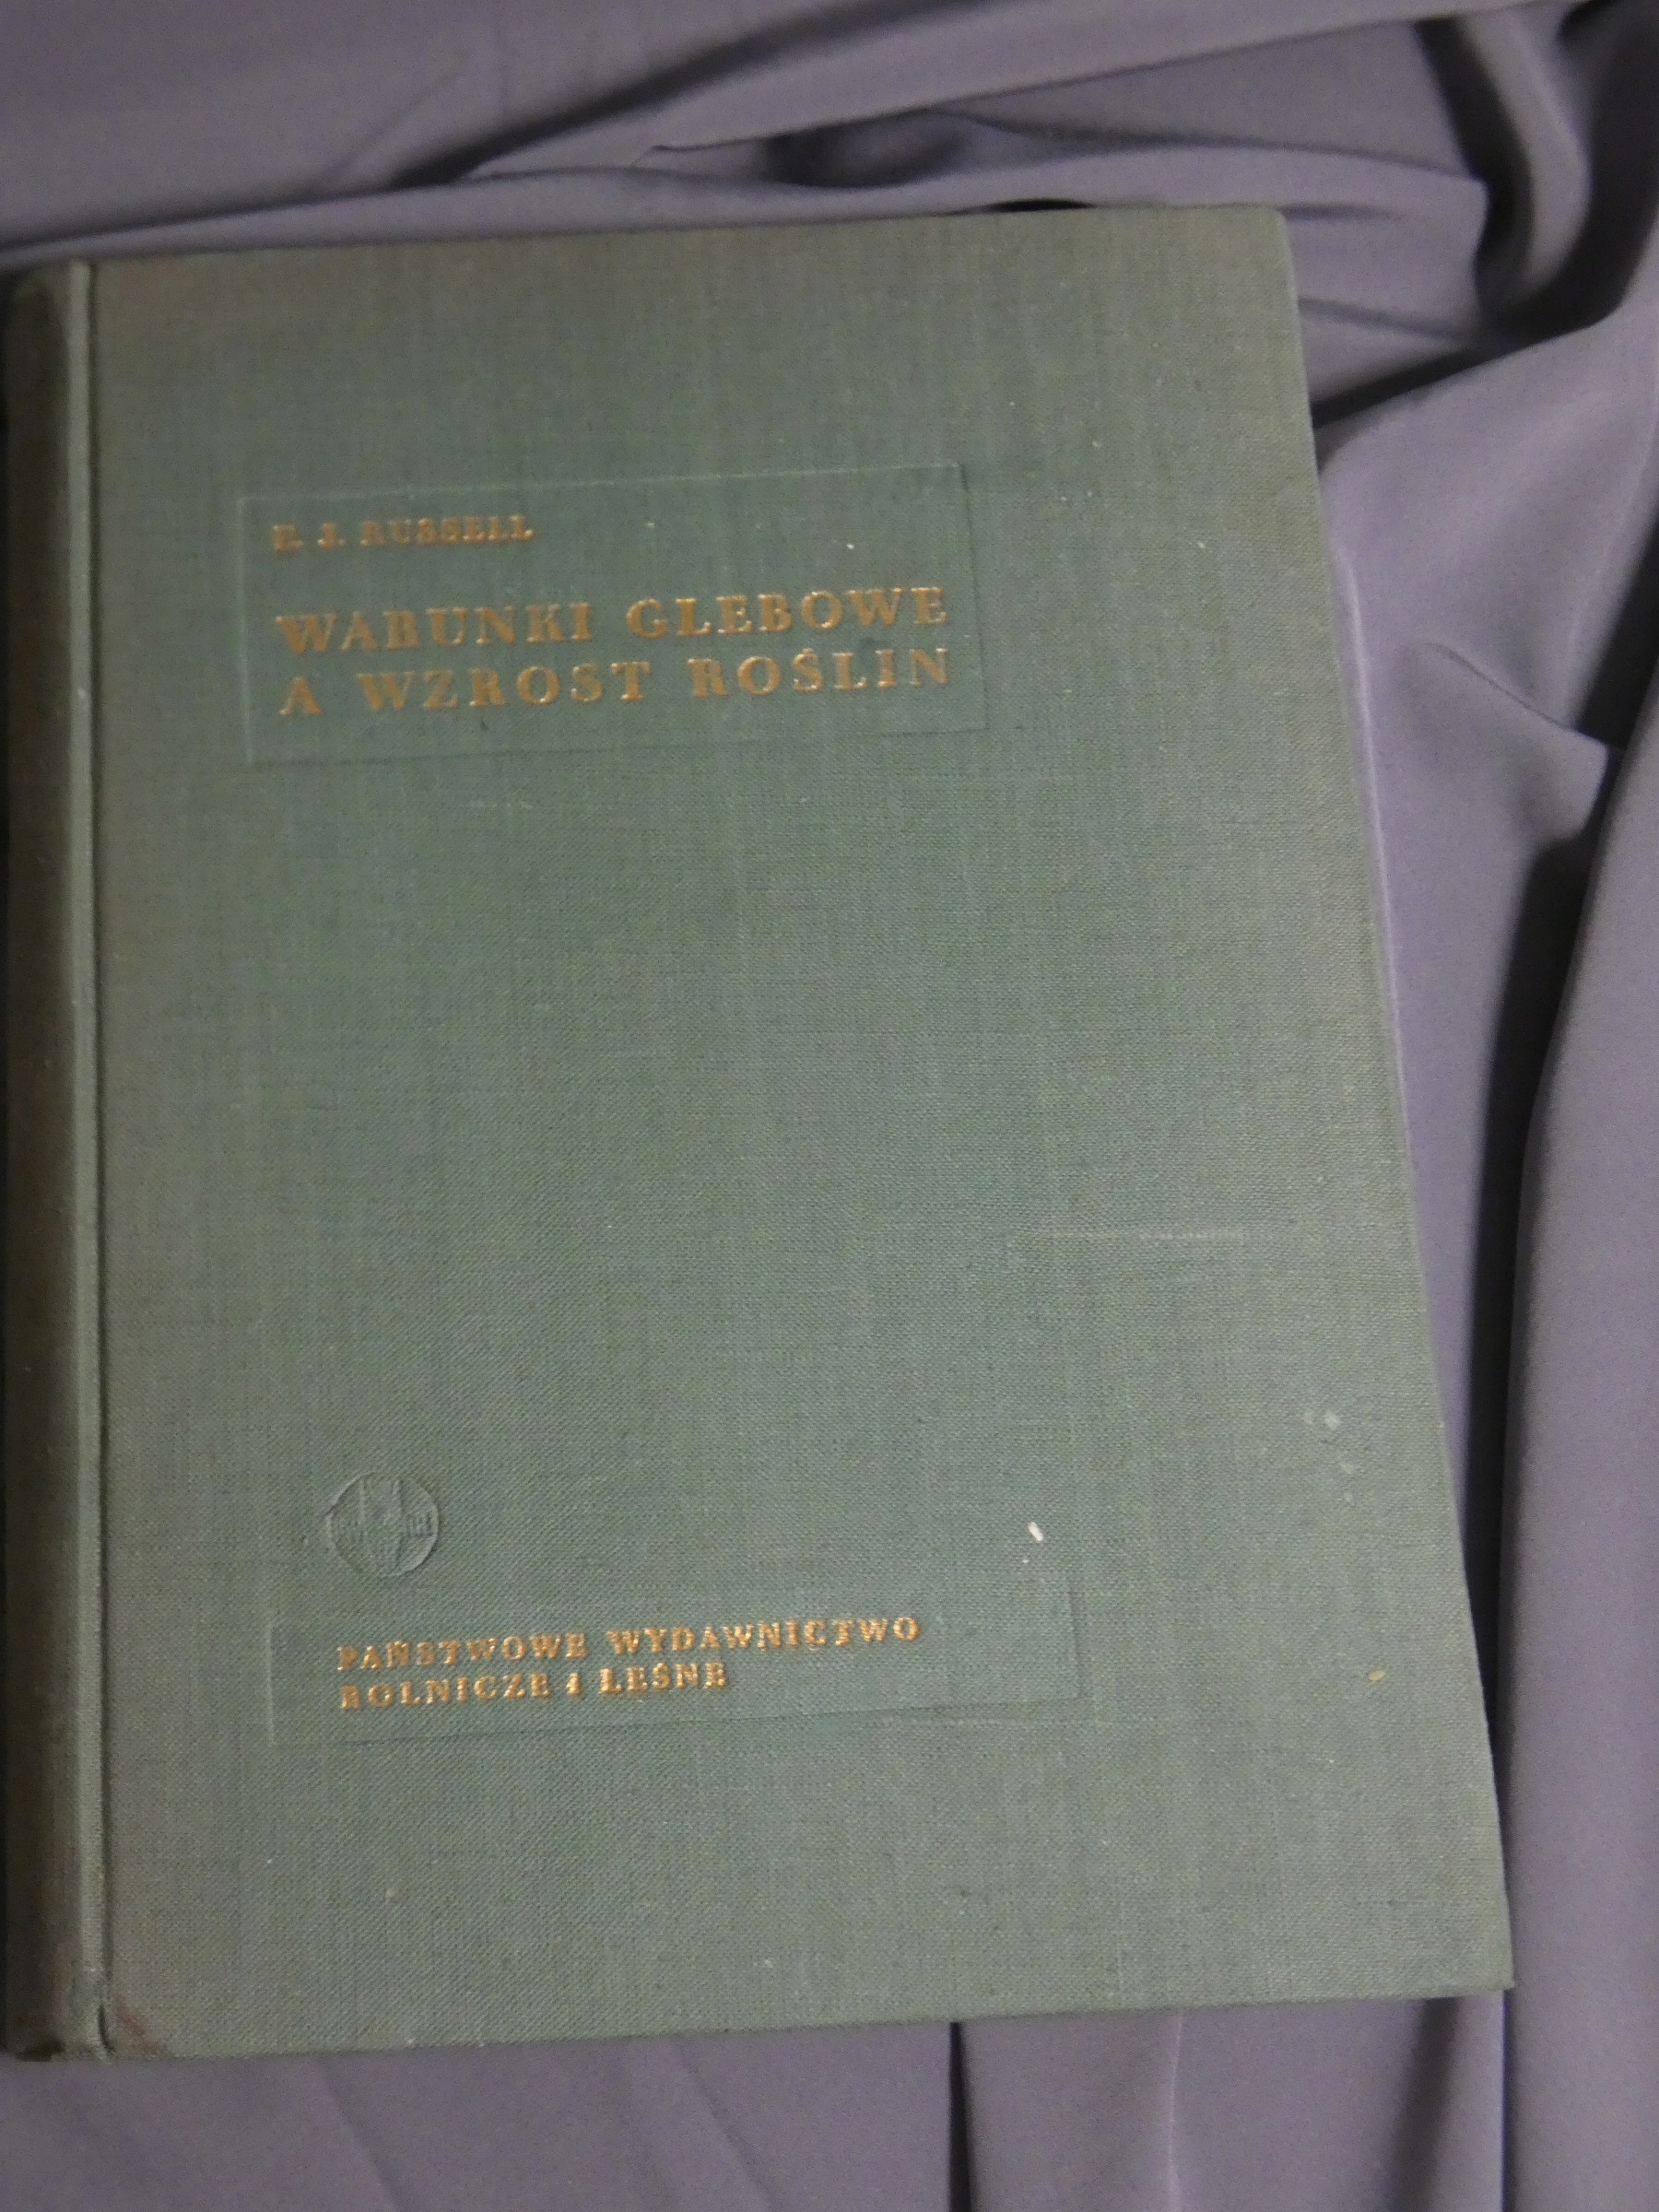 E. J. RUSSELL
WARUNKI GLEBOWE
A WZROST ROŚLIN
PAŃSTWOWE WYDAWNICTWO
ROLNICZE I LEŚNE